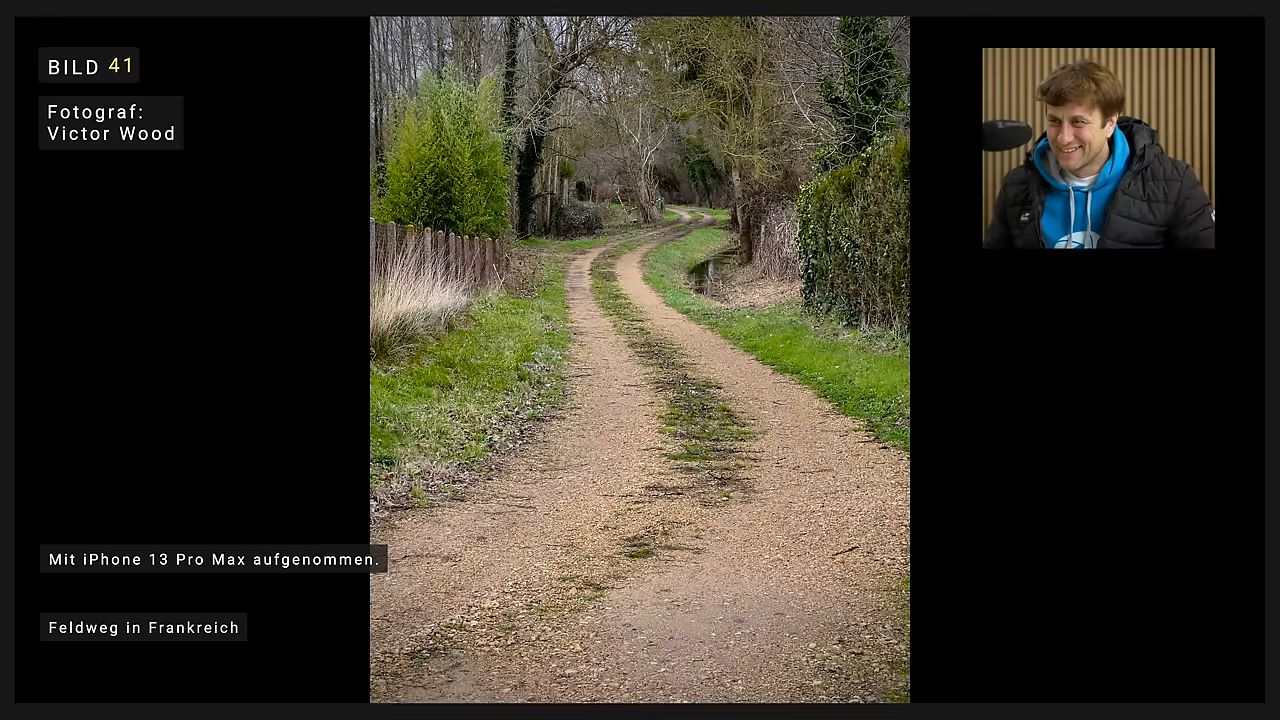 BILD 41
Fotograf:
Victor Wood
Mit iPhone 13 Pro Max aufgenommen.
Feldweg in Frankreich